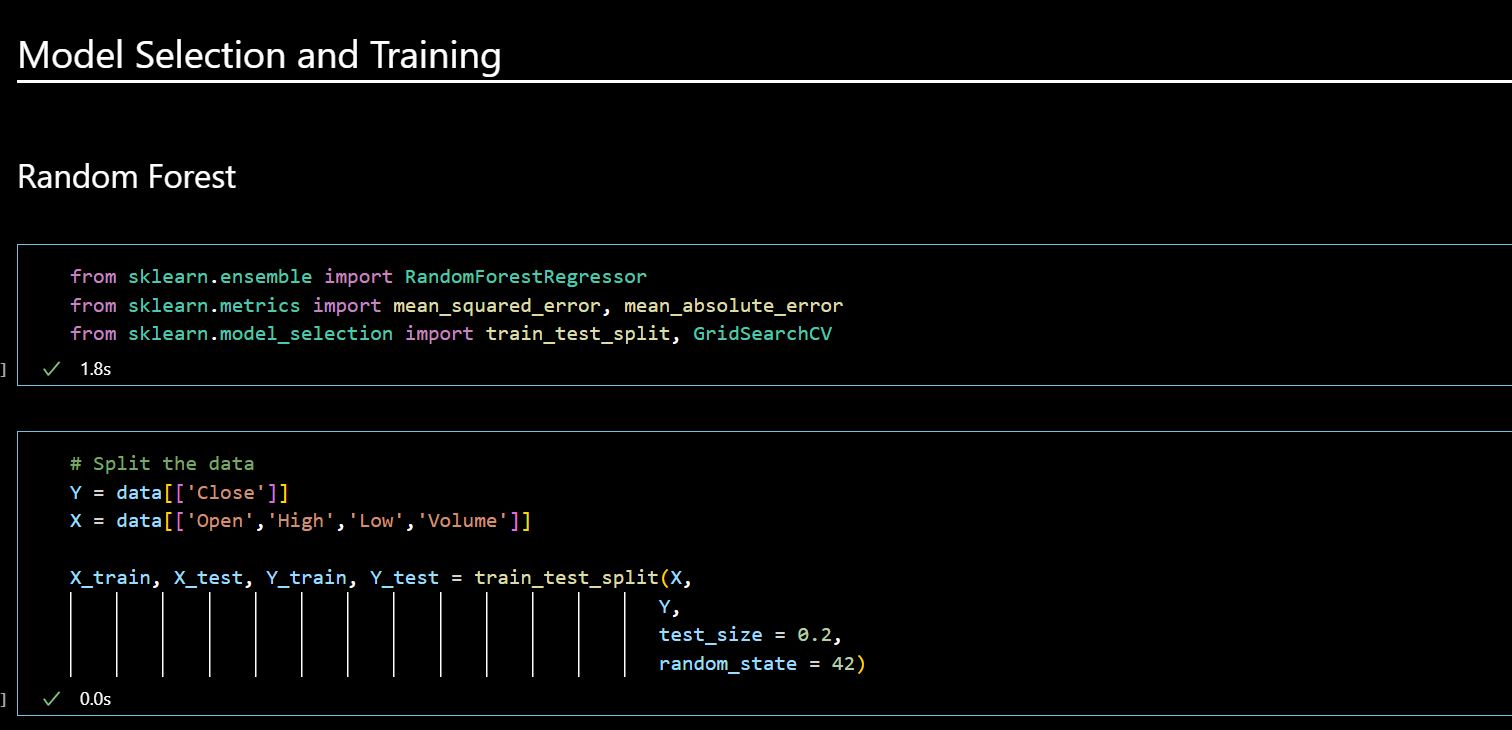 Model Selection and Training
Random Forest
from sklearn.ensemble import RandomForestRegressor
from sklearn.metrics import mean_squared_error, mean_absolute_error
from sklearn.model_selection import train_test_split, GridSearchCV
]
✓ 1.8s
# Split the data
Y = data[['Close']]
X = data[['Open','High','Low','Volume']]
X_train, X_test, Y_train, Y_test = train_test_split(X,
Y,
test_size = 0.2,
random_state = 42)
]
✓ 0.0s